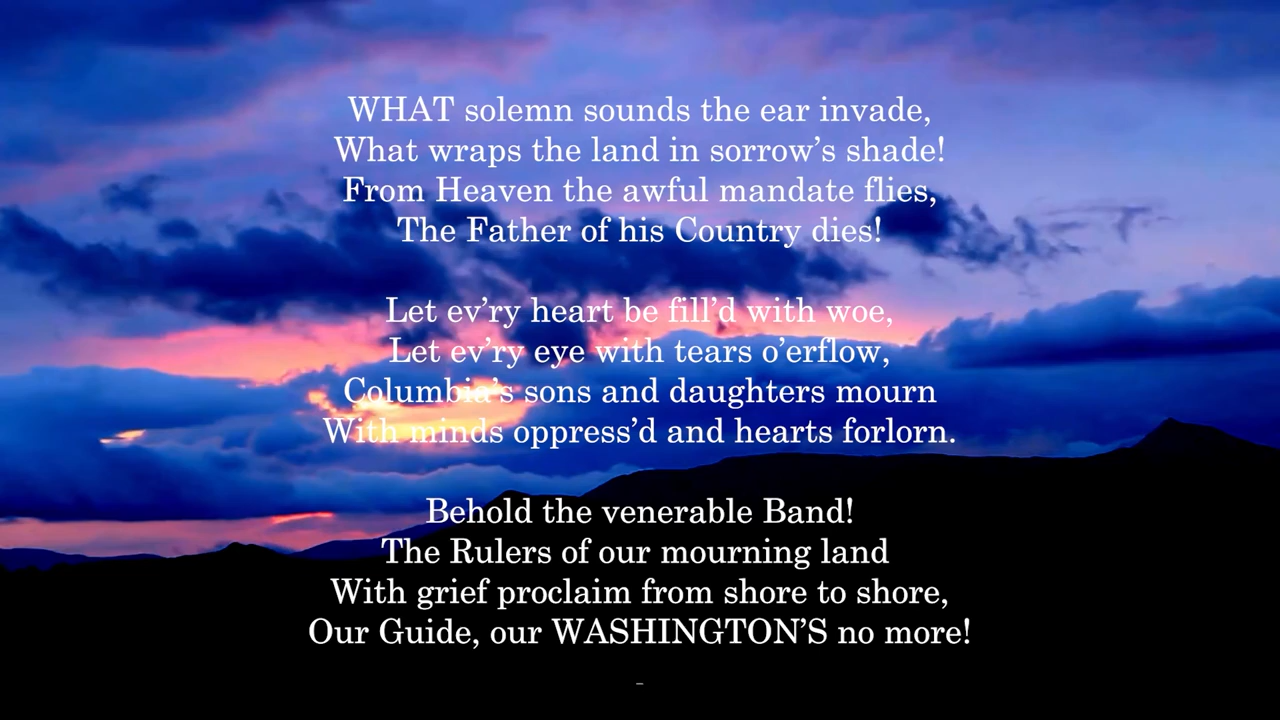 WHAT solemn sounds the ear invade,
What wraps the land in sorrow’s shade!
From Heaven the awful mandate flies,
The Father of his Country dies!
Let ev’ry heart be fill’d with woe,
Let ev’ry eye with tears o’erflow,
Columbia’s sons and daughters mourn
With minds oppress’d and hearts forlorn.
Behold the venerable Band!
The Rulers of our mourning land
With grief proclaim from shore to shore,
Our Guide, our WASHINGTON’S no more!
–